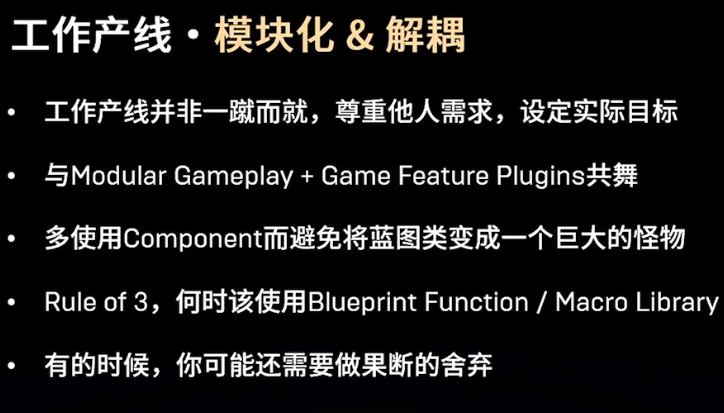 工作产线·模块化 & 解耦
• 工作产线并非一蹴而就，尊重他人需求，设定实际目标
• 与Modular Gameplay + Game Feature Plugins共舞
• 多使用Component而避免将蓝图类变成一个巨大的怪物
• Rule of 3，何时该使用Blueprint Function / Macro Library
• 有的时候，你可能还需要做果断的舍弃